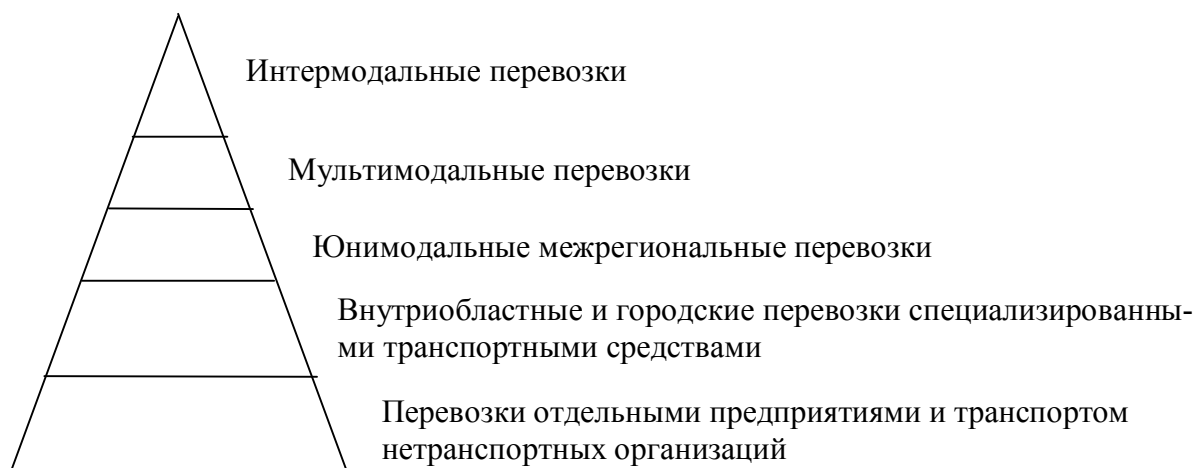 Интермодальные перевозки
Мультимодальные перевозки
Юнимодальные межрегиональные перевозки
Внутриобластные и городские перевозки специализированны-
ми транспортными средствами
Перевозки отдельными предприятиями и транспортом
нетранспортных организаций